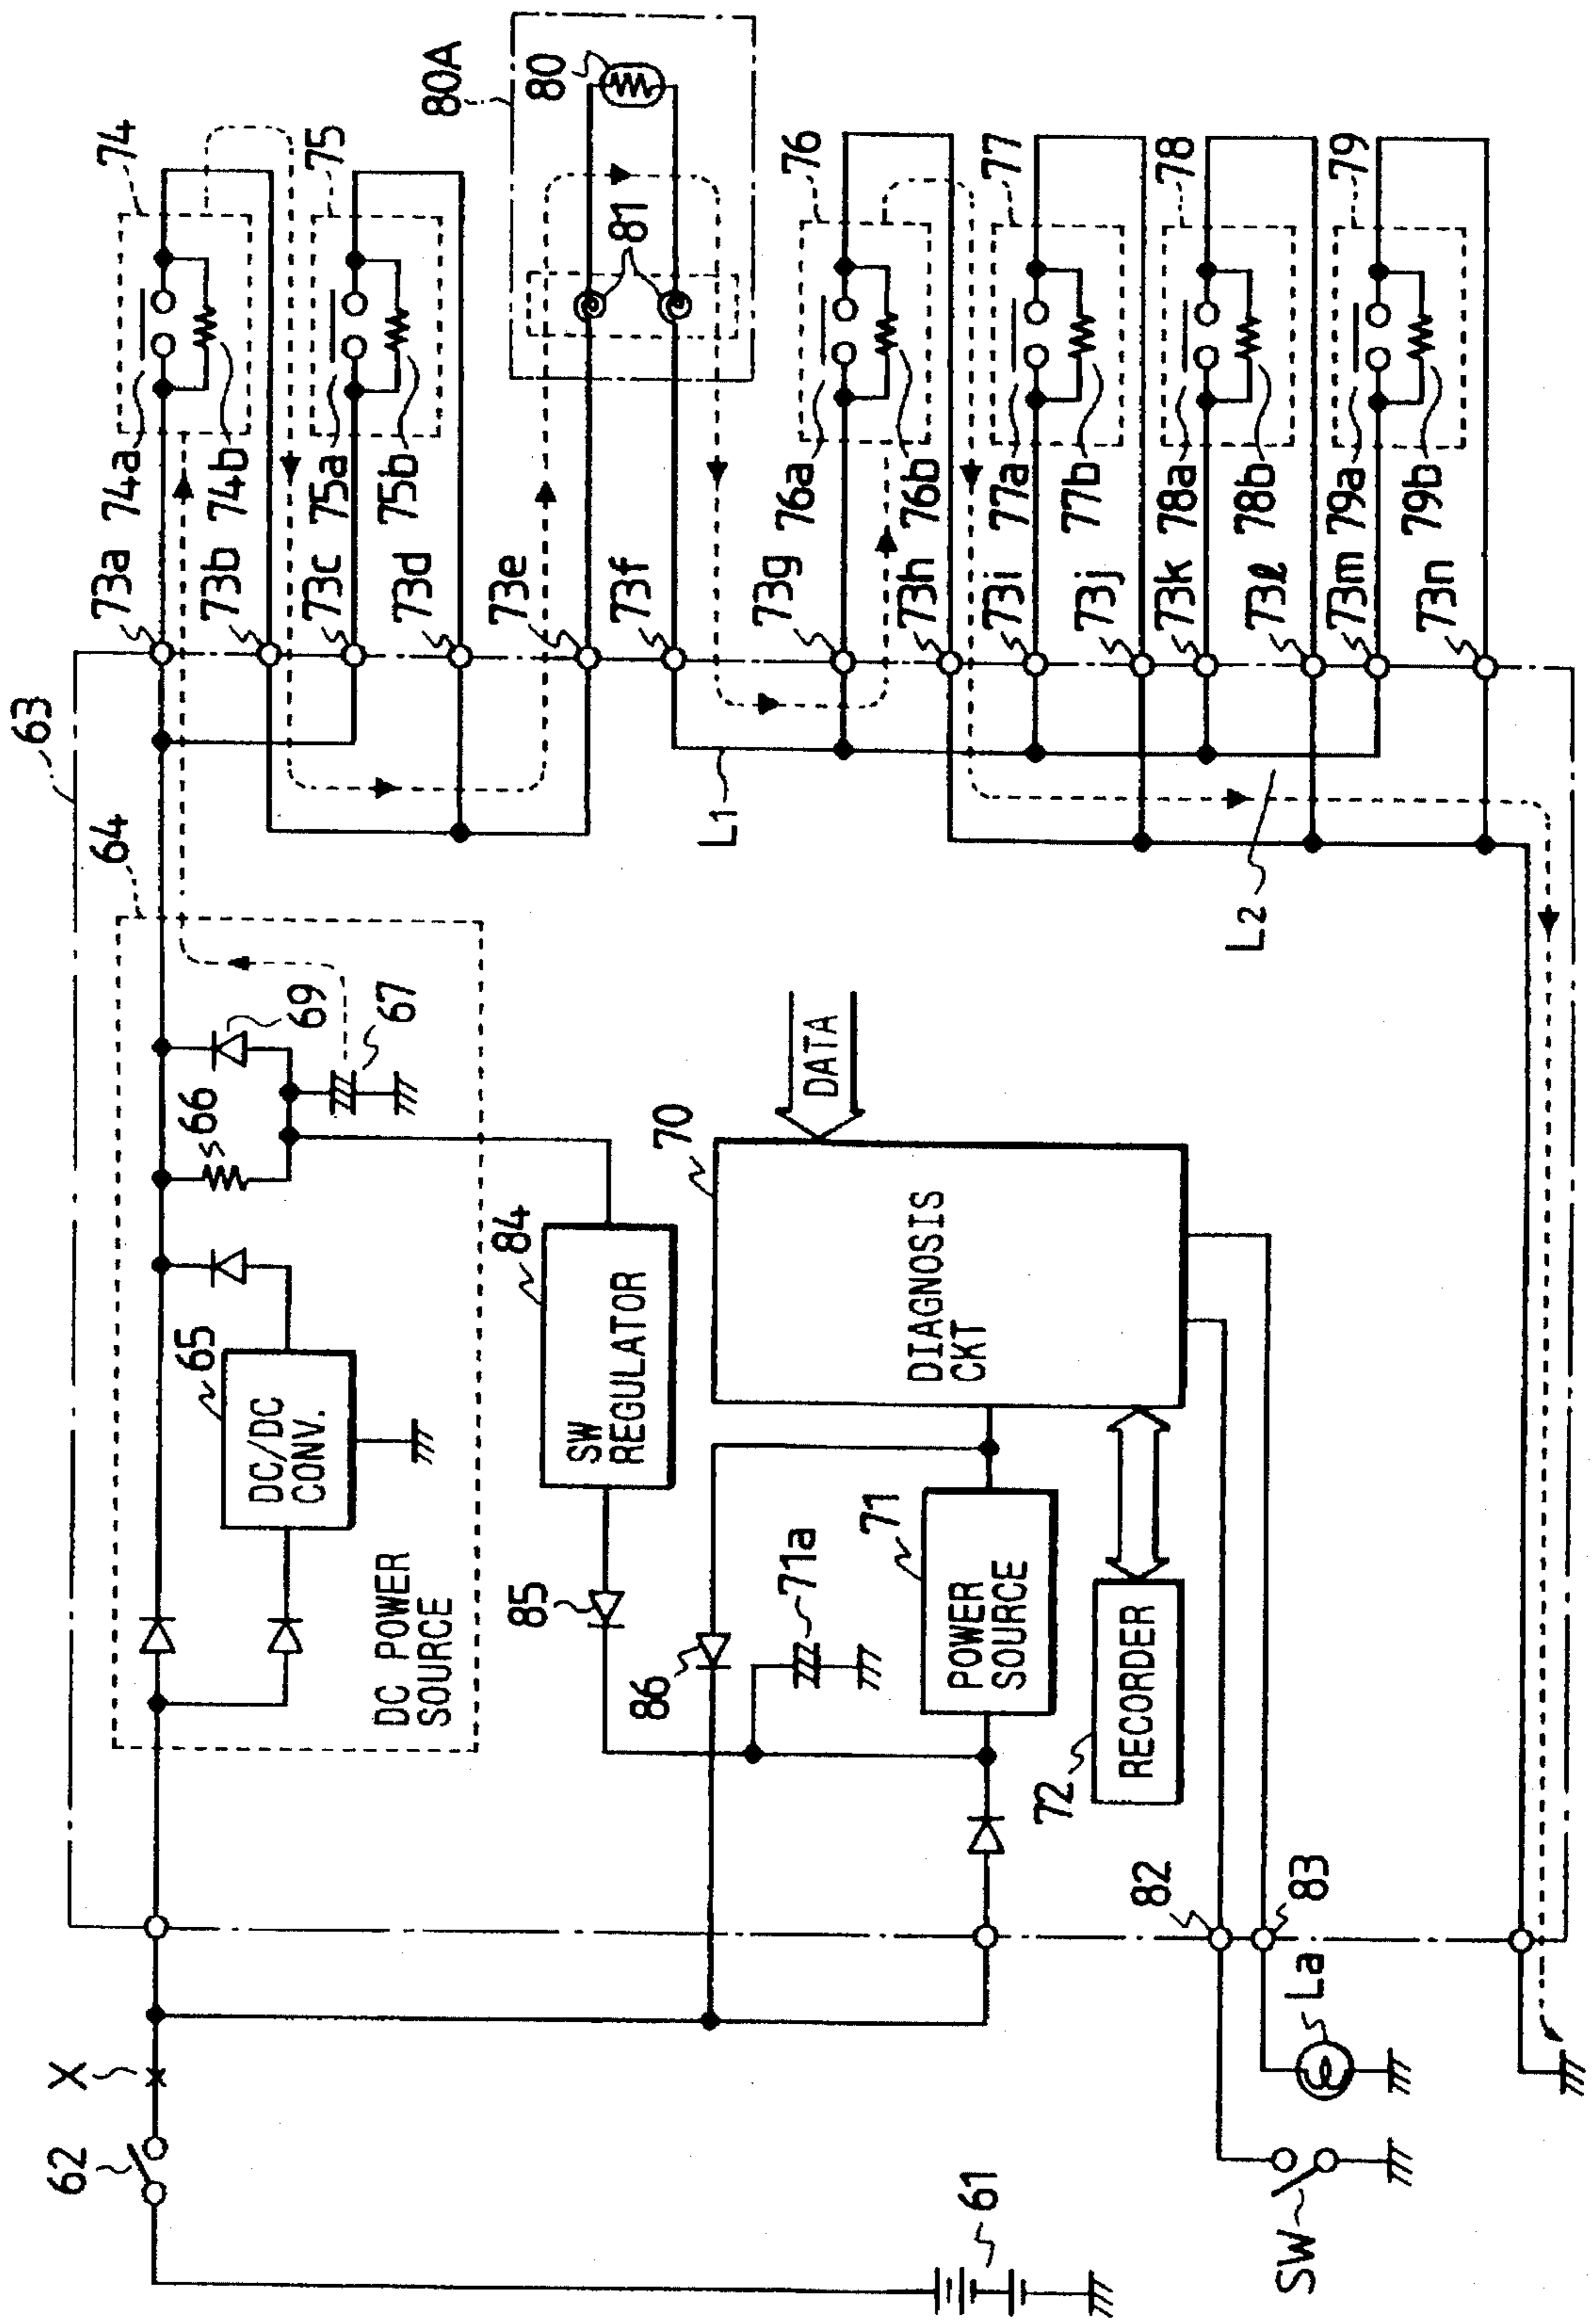 63
64
73a
74a
74
74b
73b
73c
75a
75
75b
73d
73e
80A
80
81
73f
73g
76a
76
76b
73h
73i
77a
77
77b
73j
73k
78a
78
78b
73ℓ
73m
79a
79
79b
73n
L1
L2
69
67
66
65
DC/DC
CONV.
DC POWER
SOURCE
84
SW
REGULATOR
85
86
71a
70
DATA
DIAGNOSIS
CKT
71
POWER
SOURCE
72
RECORDER
82
83
La
X
62
61
SW